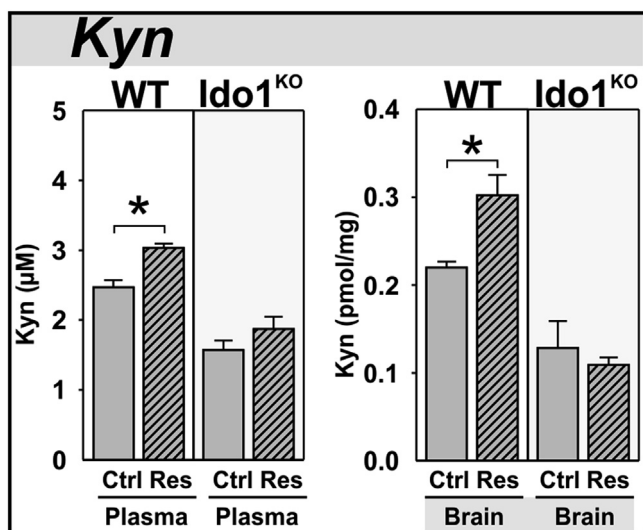 Kyn
WT Ido1KO
Kyn (µM)
5
4
3
2
1
0
*
Ctrl Res Ctrl Res
Plasma Plasma
WT Ido1KO
Kyn (pmol/mg)
0.4
0.3
0.2
0.1
0.0
*
Ctrl Res Ctrl Res
Brain Brain